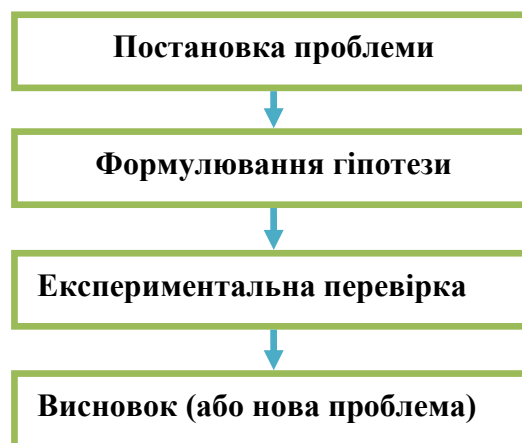 Постановка проблеми
Формулювання гіпотези
Експериментальна перевірка
Висновок (або нова проблема)